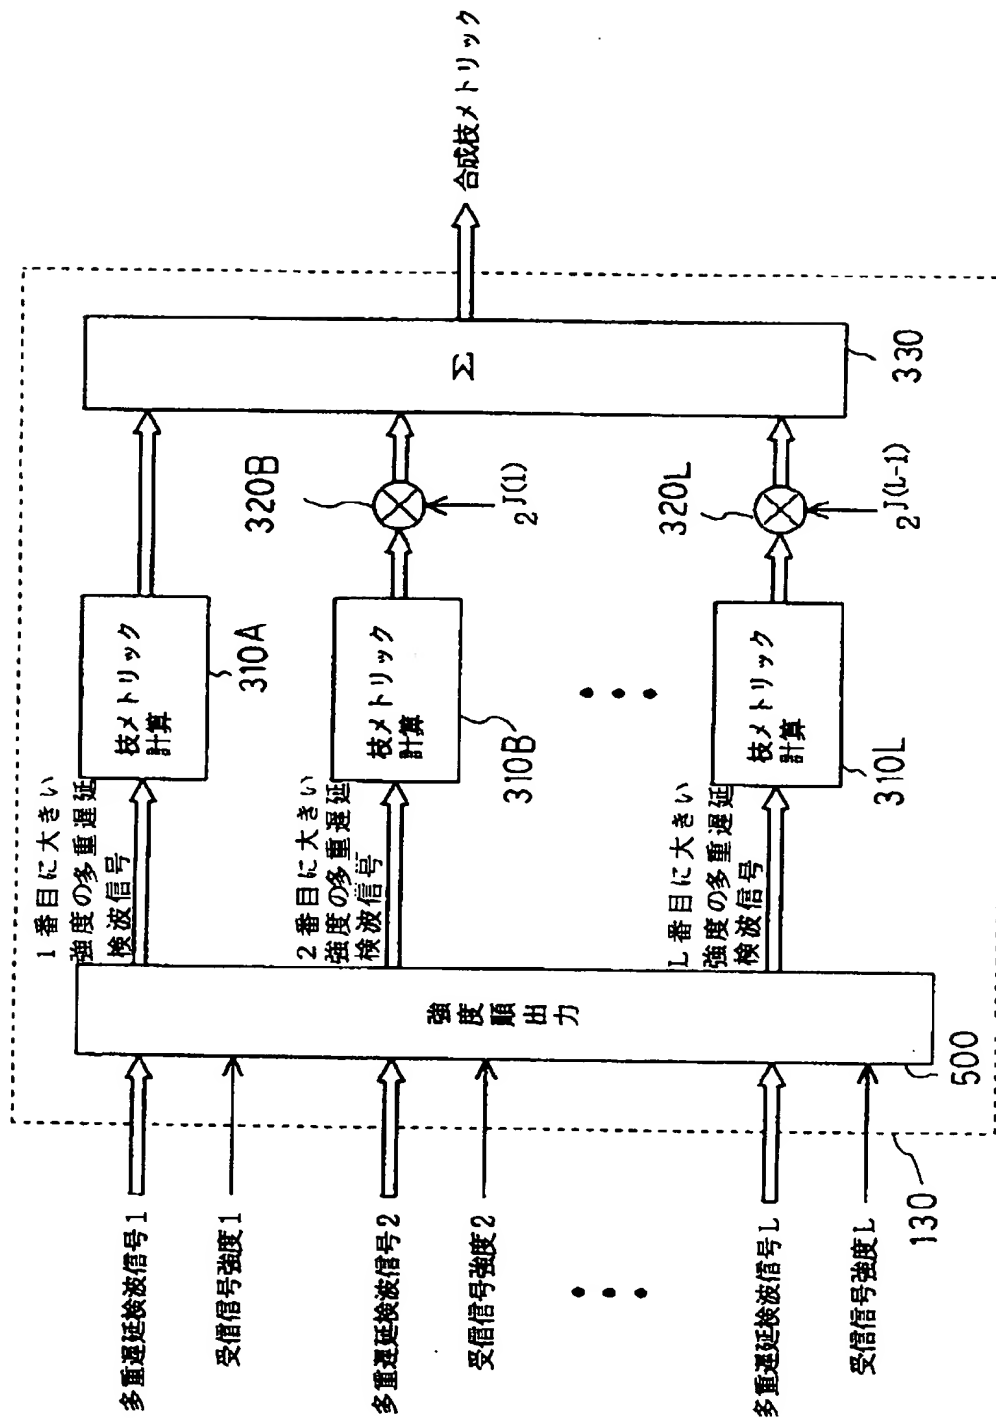 多重遅延検波信号1
受信信号強度1
多重遅延検波信号2
受信信号強度2
多重遅延検波信号L
受信信号強度L
130
強度順出力
500
1番目に大きい
強度の多重遅延
検波信号
2番目に大きい
強度の多重遅延
検波信号
L番目に大きい
強度の多重遅延
検波信号
枝メトリック
計算
310A
枝メトリック
計算
310B
枝メトリック
計算
310L
320B
2^J(1)
320L
2^J(L-1)
Σ
330
合成枝メトリック